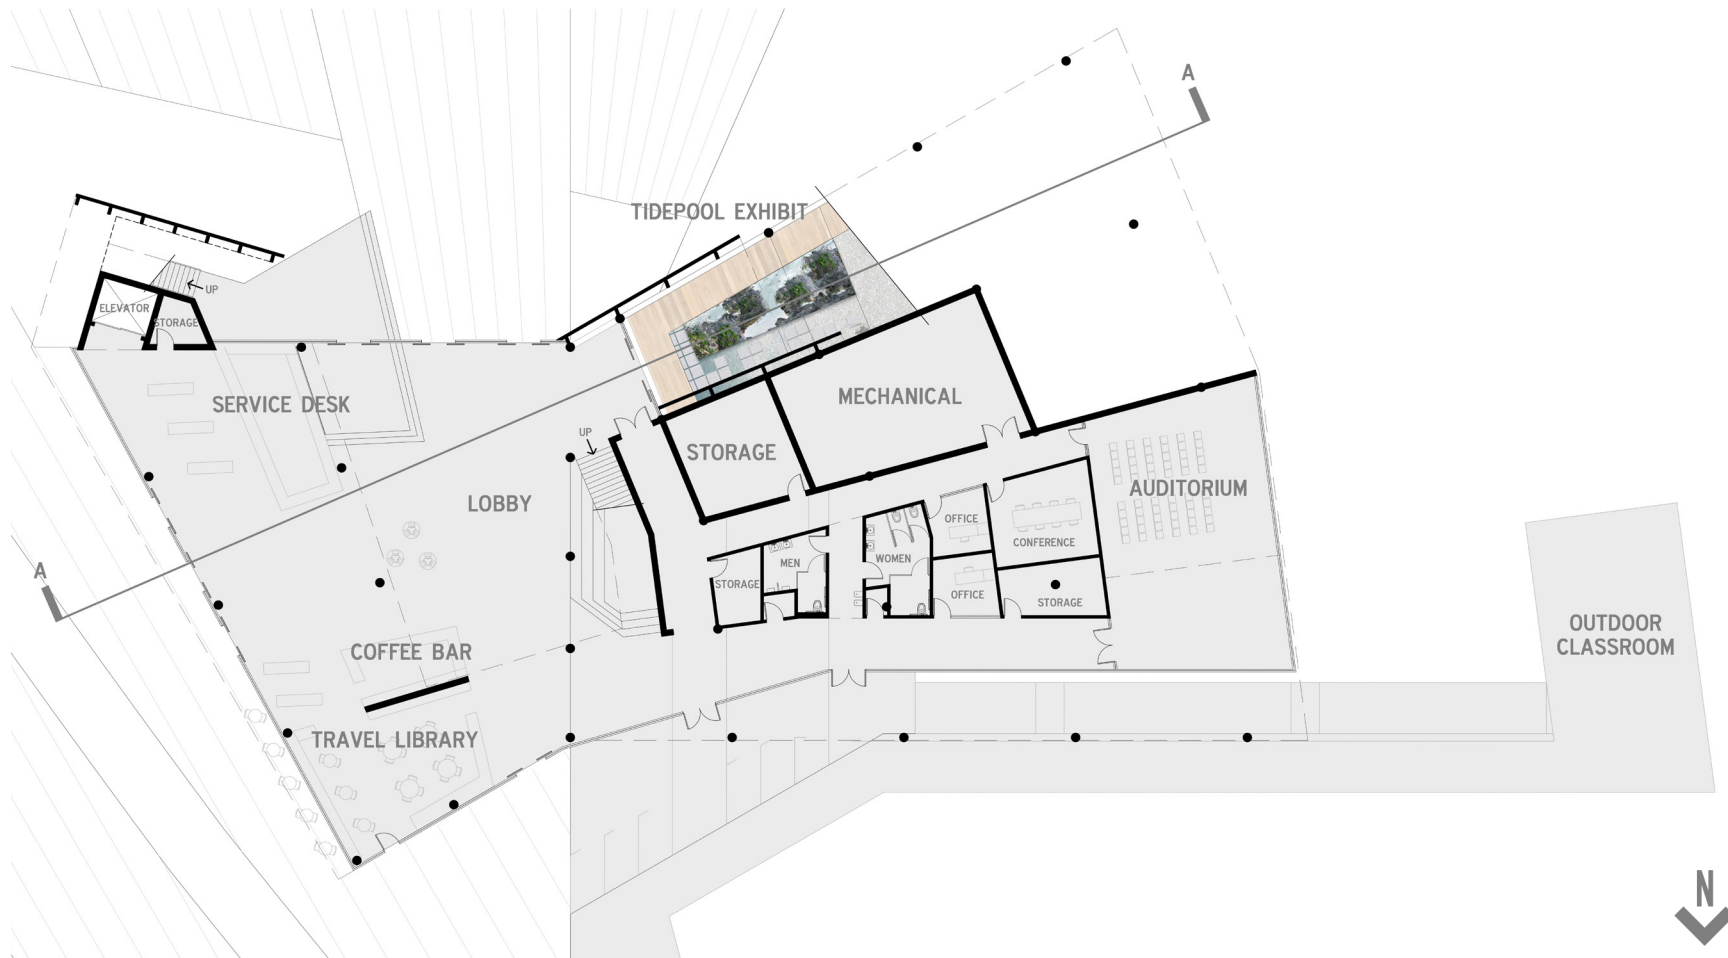 A
TIDEPOOL EXHIBIT
UP
ELEVATOR
STORAGE
SERVICE DESK
MECHANICAL
UP
STORAGE
LOBBY
AUDITORIUM
OFFICE
CONFERENCE
MEN
WOMEN
A
STORAGE
OFFICE
STORAGE
OUTDOOR
CLASSROOM
COFFEE BAR
TRAVEL LIBRARY
N